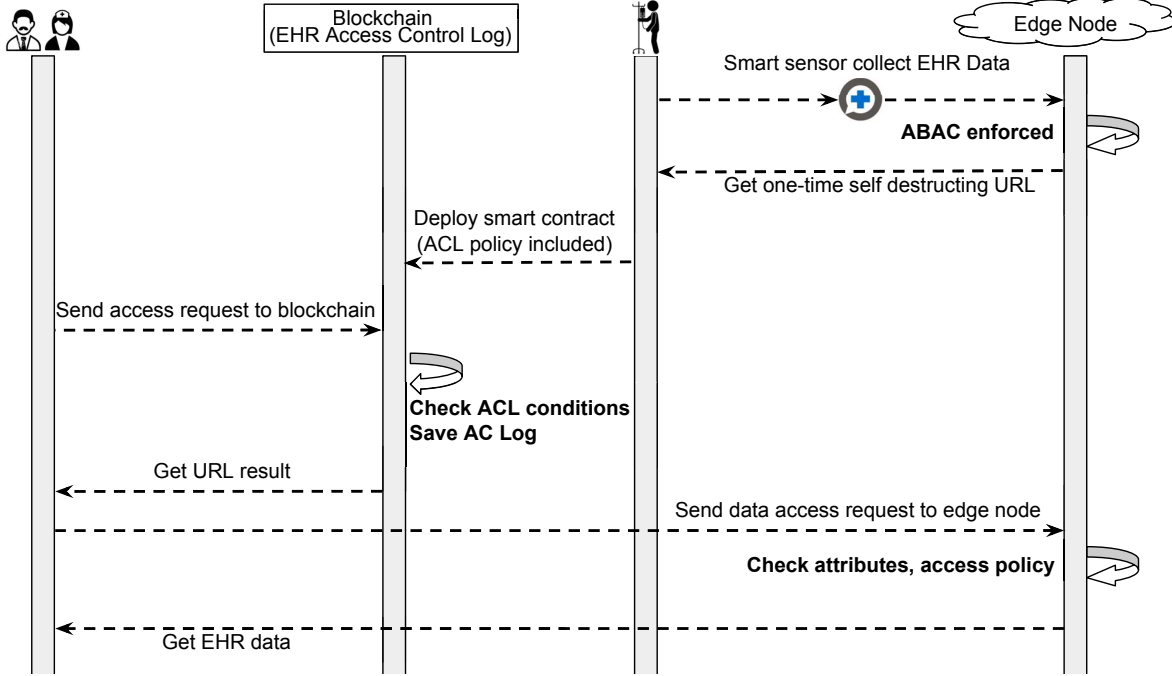 Blockchain
(EHR Access Control Log)
Edge Node
Smart sensor collect EHR Data
ABAC enforced
Get one-time self destructing URL
Deploy smart contract
(ACL policy included)
Send access request to blockchain
Check ACL conditions
Save AC Log
Get URL result
Send data access request to edge node
Check attributes, access policy
Get EHR data